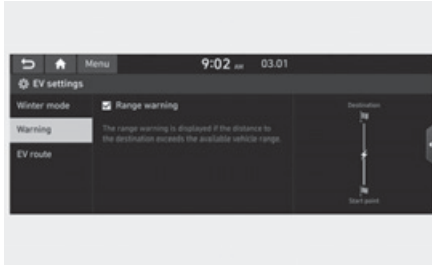 Menu
9:02 AM 03.01
EV settings
Winter mode
Range warning
Destination
Warning
The range warning is displayed if the distance to
the destination exceeds the available vehicle range.
EV route
Start point